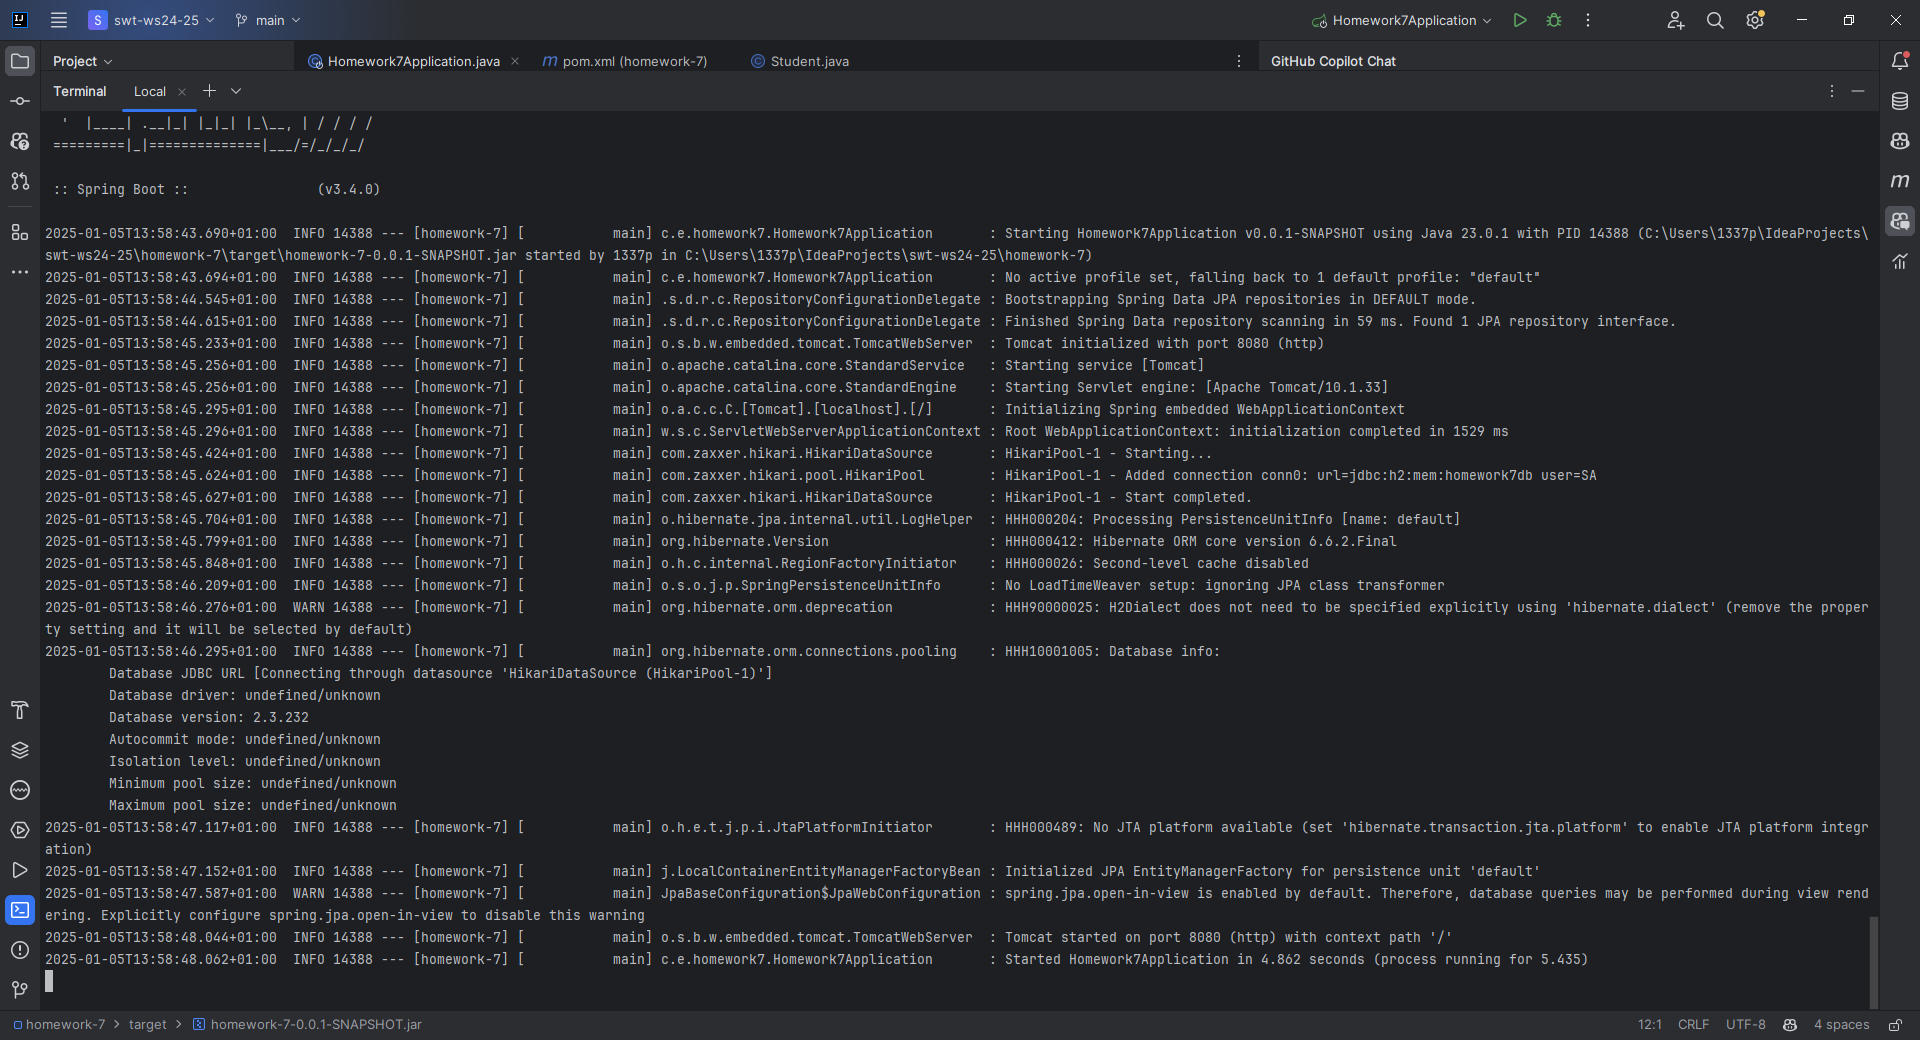 S swt-ws24-25 main Homework7Application
Project Homework7Application.java pom.xml (homework-7) Student.java GitHub Copilot Chat
Terminal Local
' |____| .__|_| |_|_| |_\__, | / / / /
=========|_|==============|___/=/_/_/_/
:: Spring Boot :: (v3.4.0)
2025-01-05T13:58:43.690+01:00  INFO 14388 --- [homework-7] [           main] c.e.homework7.Homework7Application       : Starting Homework7Application v0.0.1-SNAPSHOT using Java 23.0.1 with PID 14388 (C:\Users\1337p\IdeaProjects\
swt-ws24-25\homework-7\target\homework-7-0.0.1-SNAPSHOT.jar started by 1337p in C:\Users\1337p\IdeaProjects\swt-ws24-25\homework-7)
2025-01-05T13:58:43.694+01:00  INFO 14388 --- [homework-7] [           main] c.e.homework7.Homework7Application       : No active profile set, falling back to 1 default profile: "default"
2025-01-05T13:58:44.545+01:00  INFO 14388 --- [homework-7] [           main] .s.d.r.c.RepositoryConfigurationDelegate : Bootstrapping Spring Data JPA repositories in DEFAULT mode.
2025-01-05T13:58:44.615+01:00  INFO 14388 --- [homework-7] [           main] .s.d.r.c.RepositoryConfigurationDelegate : Finished Spring Data repository scanning in 59 ms. Found 1 JPA repository interface.
2025-01-05T13:58:45.233+01:00  INFO 14388 --- [homework-7] [           main] o.s.b.w.embedded.tomcat.TomcatWebServer  : Tomcat initialized with port 8080 (http)
2025-01-05T13:58:45.256+01:00  INFO 14388 --- [homework-7] [           main] o.apache.catalina.core.StandardService   : Starting service [Tomcat]
2025-01-05T13:58:45.256+01:00  INFO 14388 --- [homework-7] [           main] o.apache.catalina.core.StandardEngine    : Starting Servlet engine: [Apache Tomcat/10.1.33]
2025-01-05T13:58:45.295+01:00  INFO 14388 --- [homework-7] [           main] o.a.c.c.C.[Tomcat].[localhost].[/]       : Initializing Spring embedded WebApplicationContext
2025-01-05T13:58:45.296+01:00  INFO 14388 --- [homework-7] [           main] w.s.c.ServletWebServerApplicationContext : Root WebApplicationContext: initialization completed in 1529 ms
2025-01-05T13:58:45.424+01:00  INFO 14388 --- [homework-7] [           main] com.zaxxer.hikari.HikariDataSource       : HikariPool-1 - Starting...
2025-01-05T13:58:45.624+01:00  INFO 14388 --- [homework-7] [           main] com.zaxxer.hikari.pool.HikariPool        : HikariPool-1 - Added connection conn0: url=jdbc:h2:mem:homework7db user=SA
2025-01-05T13:58:45.627+01:00  INFO 14388 --- [homework-7] [           main] com.zaxxer.hikari.HikariDataSource       : HikariPool-1 - Start completed.
2025-01-05T13:58:45.704+01:00  INFO 14388 --- [homework-7] [           main] o.hibernate.jpa.internal.util.LogHelper  : HHH000204: Processing PersistenceUnitInfo [name: default]
2025-01-05T13:58:45.799+01:00  INFO 14388 --- [homework-7] [           main] org.hibernate.Version                    : HHH000412: Hibernate ORM core version 6.6.2.Final
2025-01-05T13:58:45.848+01:00  INFO 14388 --- [homework-7] [           main] o.h.c.internal.RegionFactoryInitiator    : HHH000026: Second-level cache disabled
2025-01-05T13:58:46.209+01:00  INFO 14388 --- [homework-7] [           main] o.s.o.j.p.SpringPersistenceUnitInfo      : No LoadTimeWeaver setup: ignoring JPA class transformer
2025-01-05T13:58:46.276+01:00  WARN 14388 --- [homework-7] [           main] org.hibernate.orm.deprecation            : HHH90000025: H2Dialect does not need to be specified explicitly using 'hibernate.dialect' (remove the proper
ty setting and it will be selected by default)
2025-01-05T13:58:46.295+01:00  INFO 14388 --- [homework-7] [           main] org.hibernate.orm.connections.pooling    : HHH10001005: Database info:
Database JDBC URL [Connecting through datasource 'HikariDataSource (HikariPool-1)']
Database driver: undefined/unknown
Database version: 2.3.232
Autocommit mode: undefined/unknown
Isolation level: undefined/unknown
Minimum pool size: undefined/unknown
Maximum pool size: undefined/unknown
2025-01-05T13:58:47.117+01:00  INFO 14388 --- [homework-7] [           main] o.h.e.t.j.p.i.JtaPlatformInitiator       : HHH000489: No JTA platform available (set 'hibernate.transaction.jta.platform' to enable JTA platform integr
ation)
2025-01-05T13:58:47.152+01:00  INFO 14388 --- [homework-7] [           main] j.LocalContainerEntityManagerFactoryBean : Initialized JPA EntityManagerFactory for persistence unit 'default'
2025-01-05T13:58:47.587+01:00  WARN 14388 --- [homework-7] [           main] JpaBaseConfiguration$JpaWebConfiguration : spring.jpa.open-in-view is enabled by default. Therefore, database queries may be performed during view rend
ering. Explicitly configure spring.jpa.open-in-view to disable this warning
2025-01-05T13:58:48.044+01:00  INFO 14388 --- [homework-7] [           main] o.s.b.w.embedded.tomcat.TomcatWebServer  : Tomcat started on port 8080 (http) with context path '/'
2025-01-05T13:58:48.062+01:00  INFO 14388 --- [homework-7] [           main] c.e.homework7.Homework7Application       : Started Homework7Application in 4.862 seconds (process running for 5.435)
homework-7 > target > homework-7-0.0.1-SNAPSHOT.jar 12:1 CRLF UTF-8 4 spaces